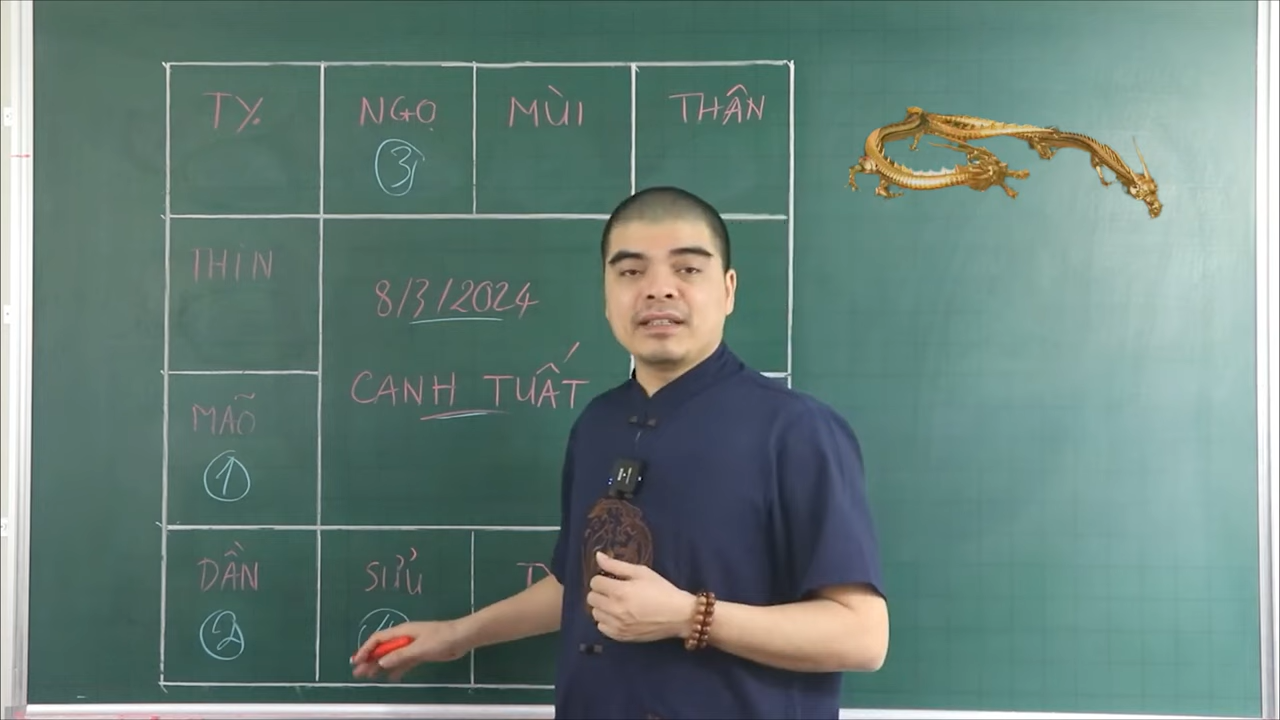 TỴ NGỌ MÙI THÂN
3
THÌN
8/3/2024
CANH TUẤT
MÃO
1
DẦN SỬU
2